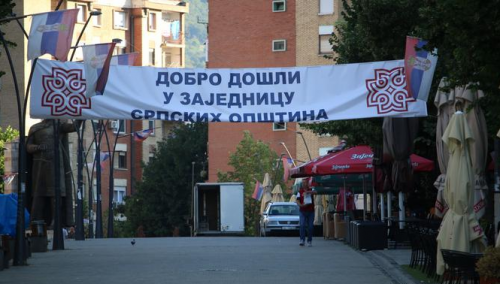 ДОБРО ДОШЛИ
У ЗАЈЕДНИЦУ
СРПСКИХ ОПШТИНА